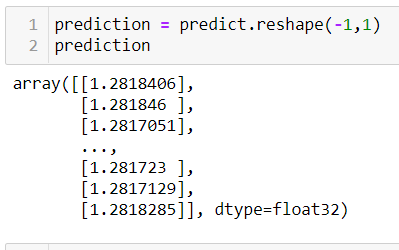 1 prediction = predict.reshape(-1,1)
2 prediction
array([[1.2818406],
[1.281846 ],
[1.2817051],
...,
[1.281723 ],
[1.2817129],
[1.2818285]], dtype=float32)